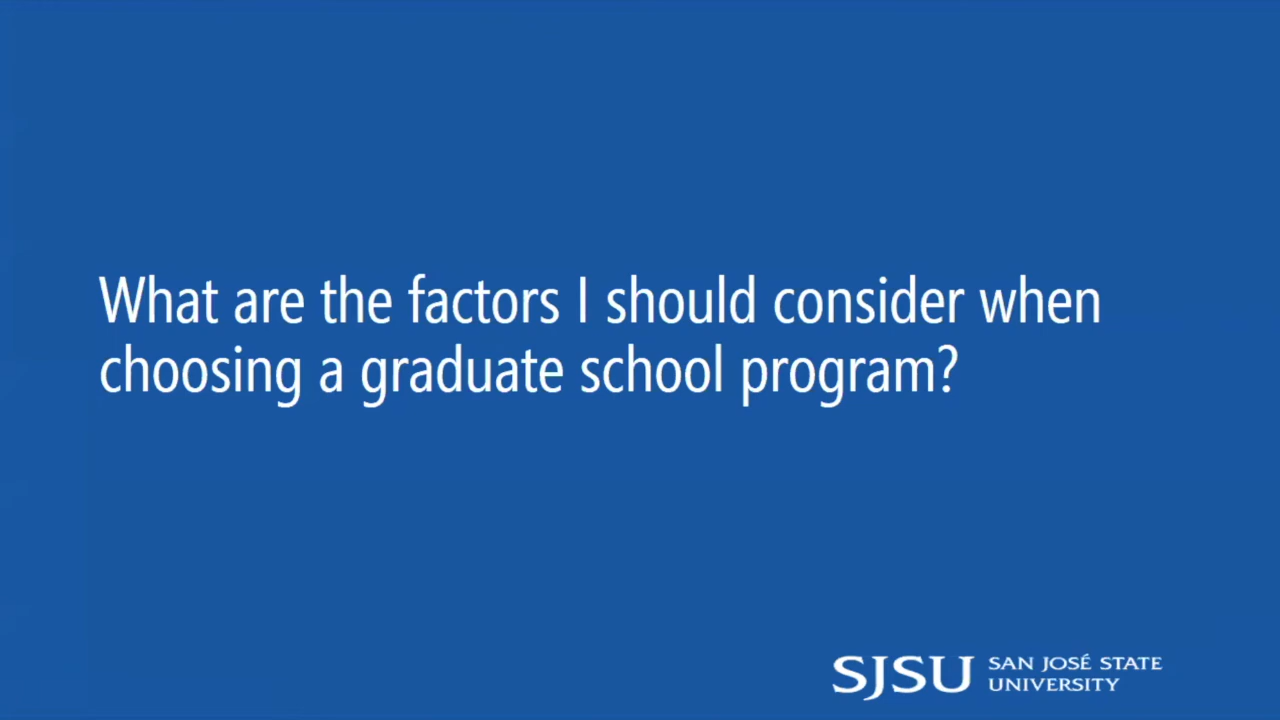 What are the factors I should consider when
choosing a graduate school program?
SJSU SAN JOSÉ STATE
UNIVERSITY